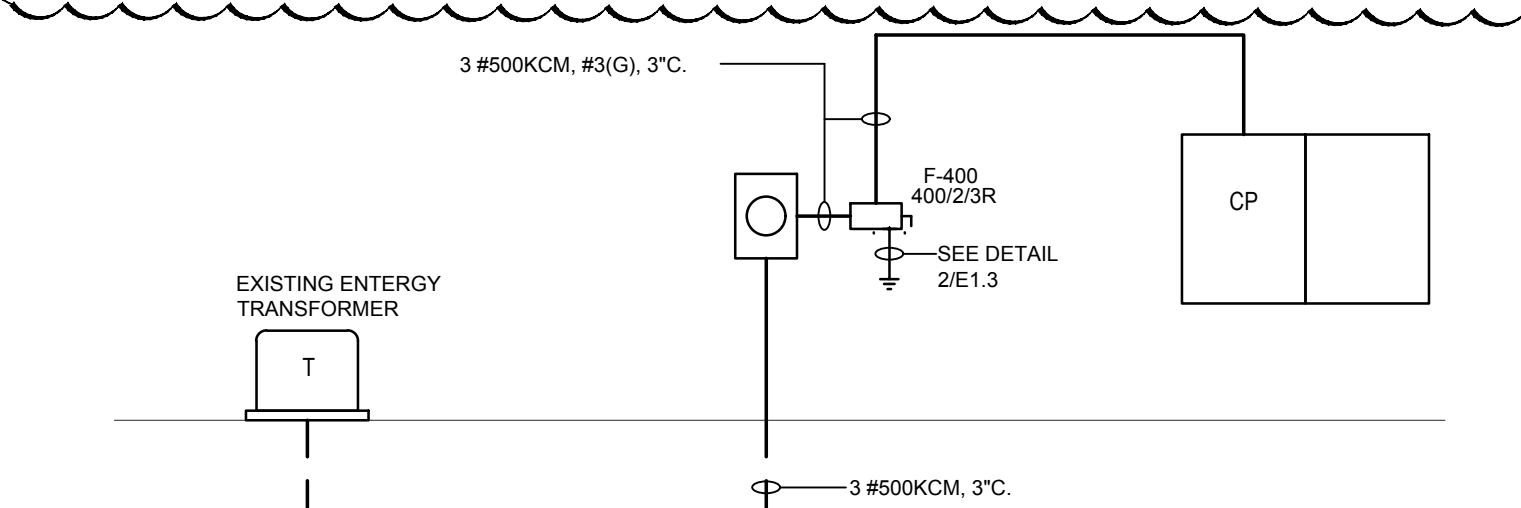 3 #500KCM, #3(G), 3"C.
F-400
400/2/3R
CP
SEE DETAIL
2/E1.3
EXISTING ENTERGY
TRANSFORMER
T
3 #500KCM, 3"C.